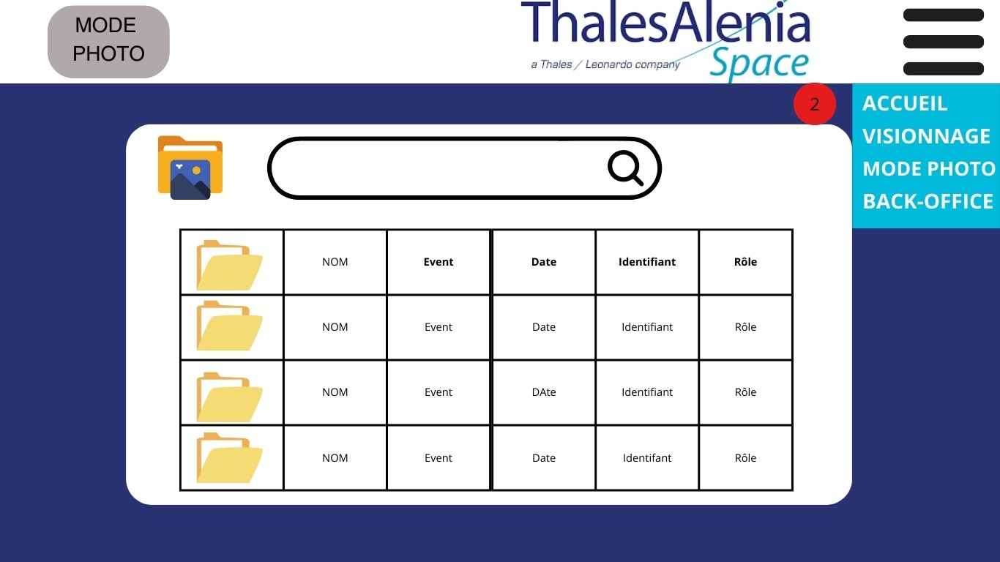 MODE
PHOTO
ThalesAlenia
a Thales / Leonardo company
Space
2
ACCUEIL
VISIONNAGE
MODE PHOTO
BACK-OFFICE
NOM Event Date Identifiant Rôle
NOM Event Date Identifiant Rôle
NOM Event DAte Identifiant Rôle
NOM Event Date Identifant Rôle